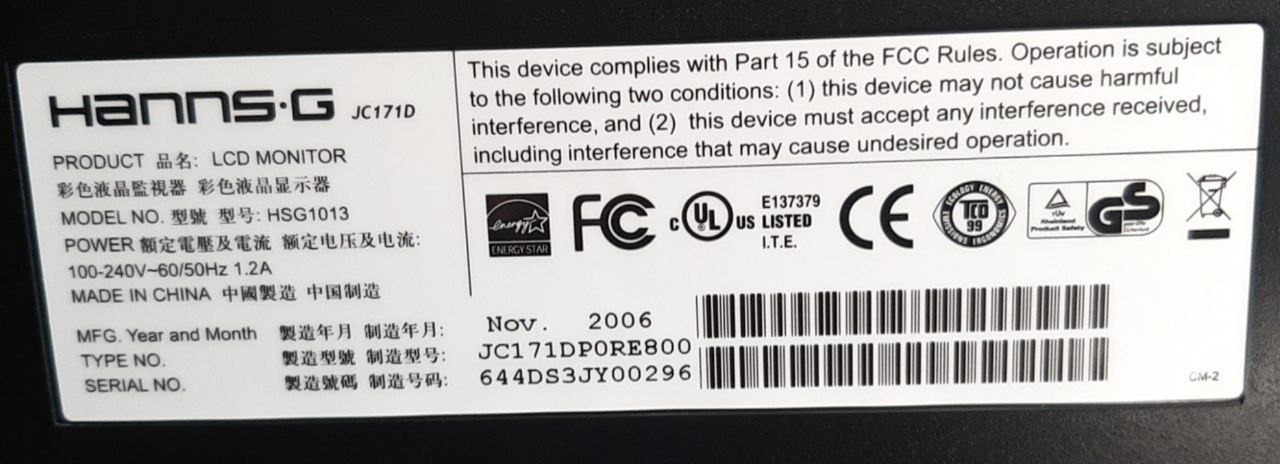 HANNS·G JC171D
PRODUCT 品名: LCD MONITOR
彩色液晶監視器 彩色液晶显示器
MODEL NO. 型號 型号: HSG1013
POWER 額定電壓及電流 额定电压及电流:
100-240V~60/50Hz 1.2A
MADE IN CHINA 中國製造 中国制造
MFG. Year and Month 製造年月 制造年月: Nov. 2006
TYPE NO. 製造型號 制造型号: JC171DP0RE800
SERIAL NO. 製造號碼 制造号码: 644DS3JY00296
This device complies with Part 15 of the FCC Rules. Operation is subject
to the following two conditions: (1) this device may not cause harmful
interference, and (2) this device must accept any interference received,
including interference that may cause undesired operation.
energy
ENERGY STAR
FC
c UL US
E137379
LISTED
I.T.E.
CE
ECOLOGY ENERGY
TCO
99
EMISSIONS ERGONOMICS
TÜV
Rheinland
Product Safety
GS
geprüfte
Sicherheit
CM-2